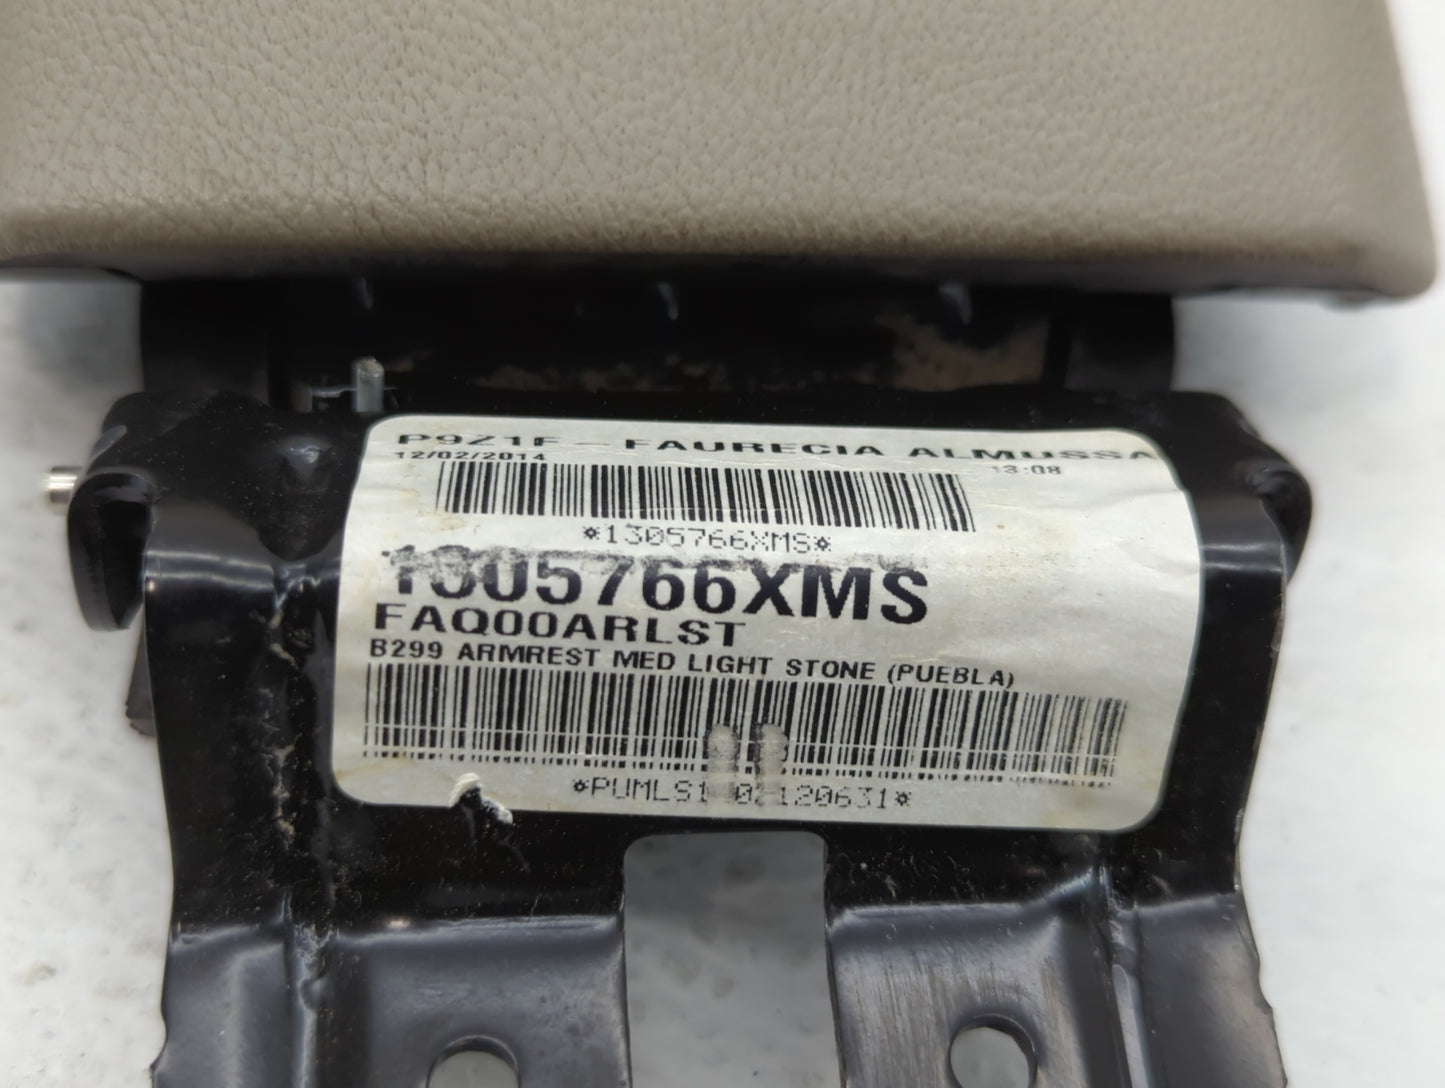 P9Z1F - FAURECIA ALMUSSA
12/02/2014 13:08
*1305766XMS*
1305766XMS
FAQ00ARLST
B299 ARMREST MED LIGHT STONE (PUEBLA)